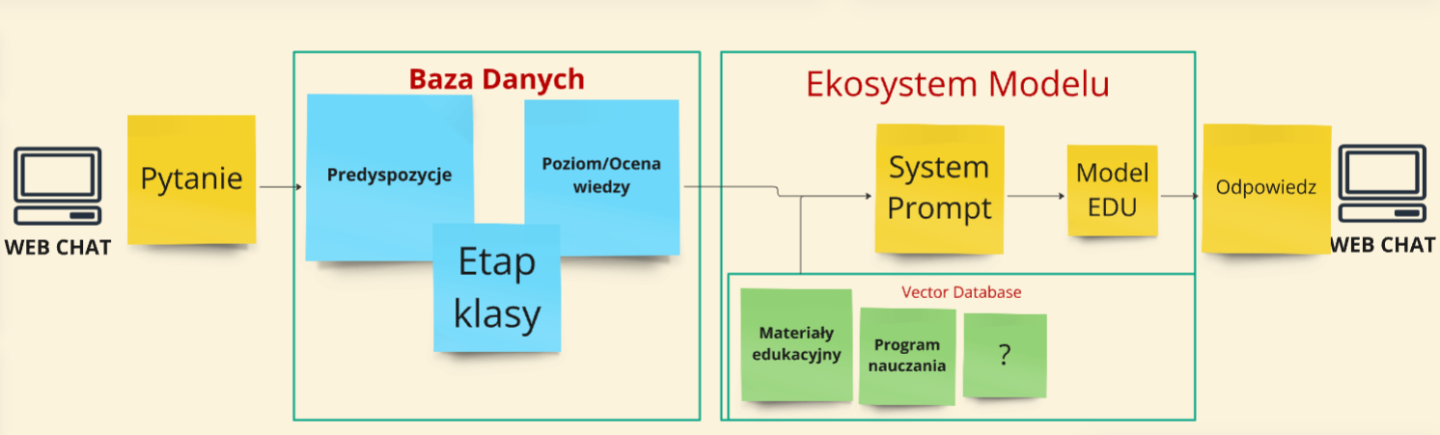 WEB CHAT
Pytanie
Baza Danych
Predyspozycje
Poziom/Ocena
wiedzy
Etap
klasy
Ekosystem Modelu
System
Prompt
Model
EDU
Vector Database
Materiały
edukacyjny
Program
nauczania
?
Odpowiedz
WEB CHAT